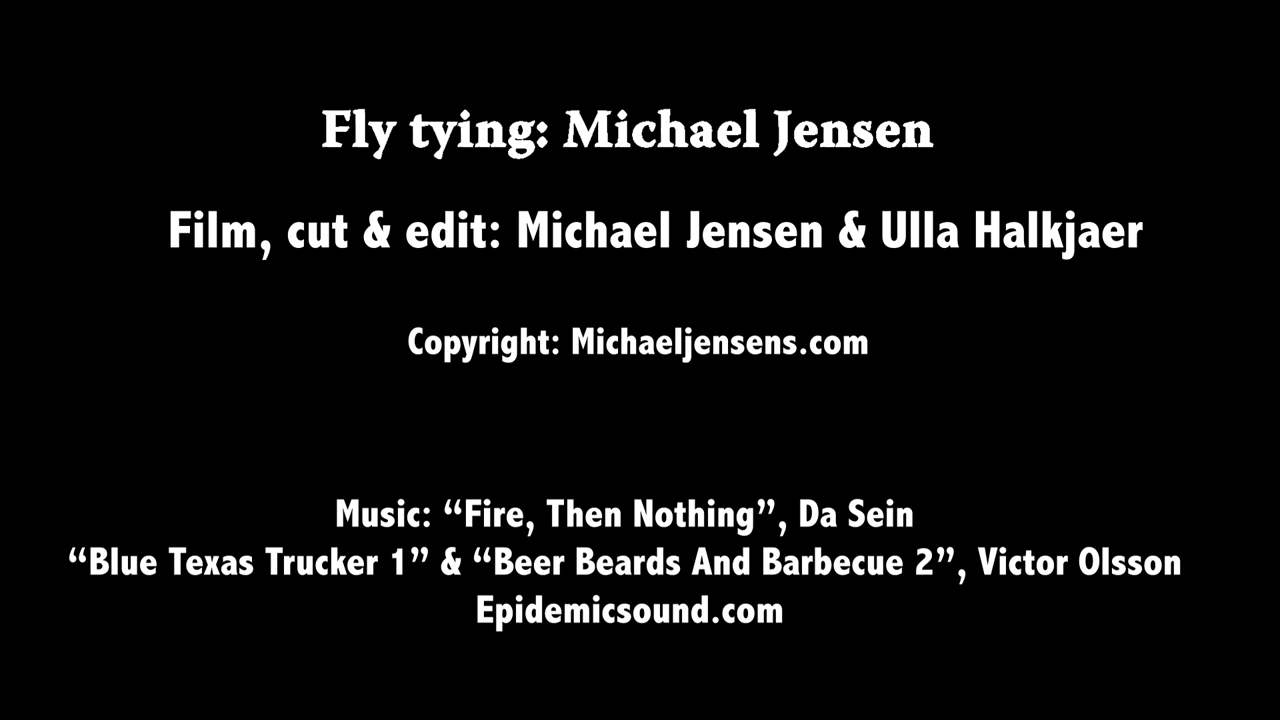 Fly tying: Michael Jensen
Film, cut & edit: Michael Jensen & Ulla Halkjaer
Copyright: Michaeljensens.com
Music: “Fire, Then Nothing”, Da Sein
“Blue Texas Trucker 1” & “Beer Beards And Barbecue 2”, Victor Olsson
Epidemicsound.com